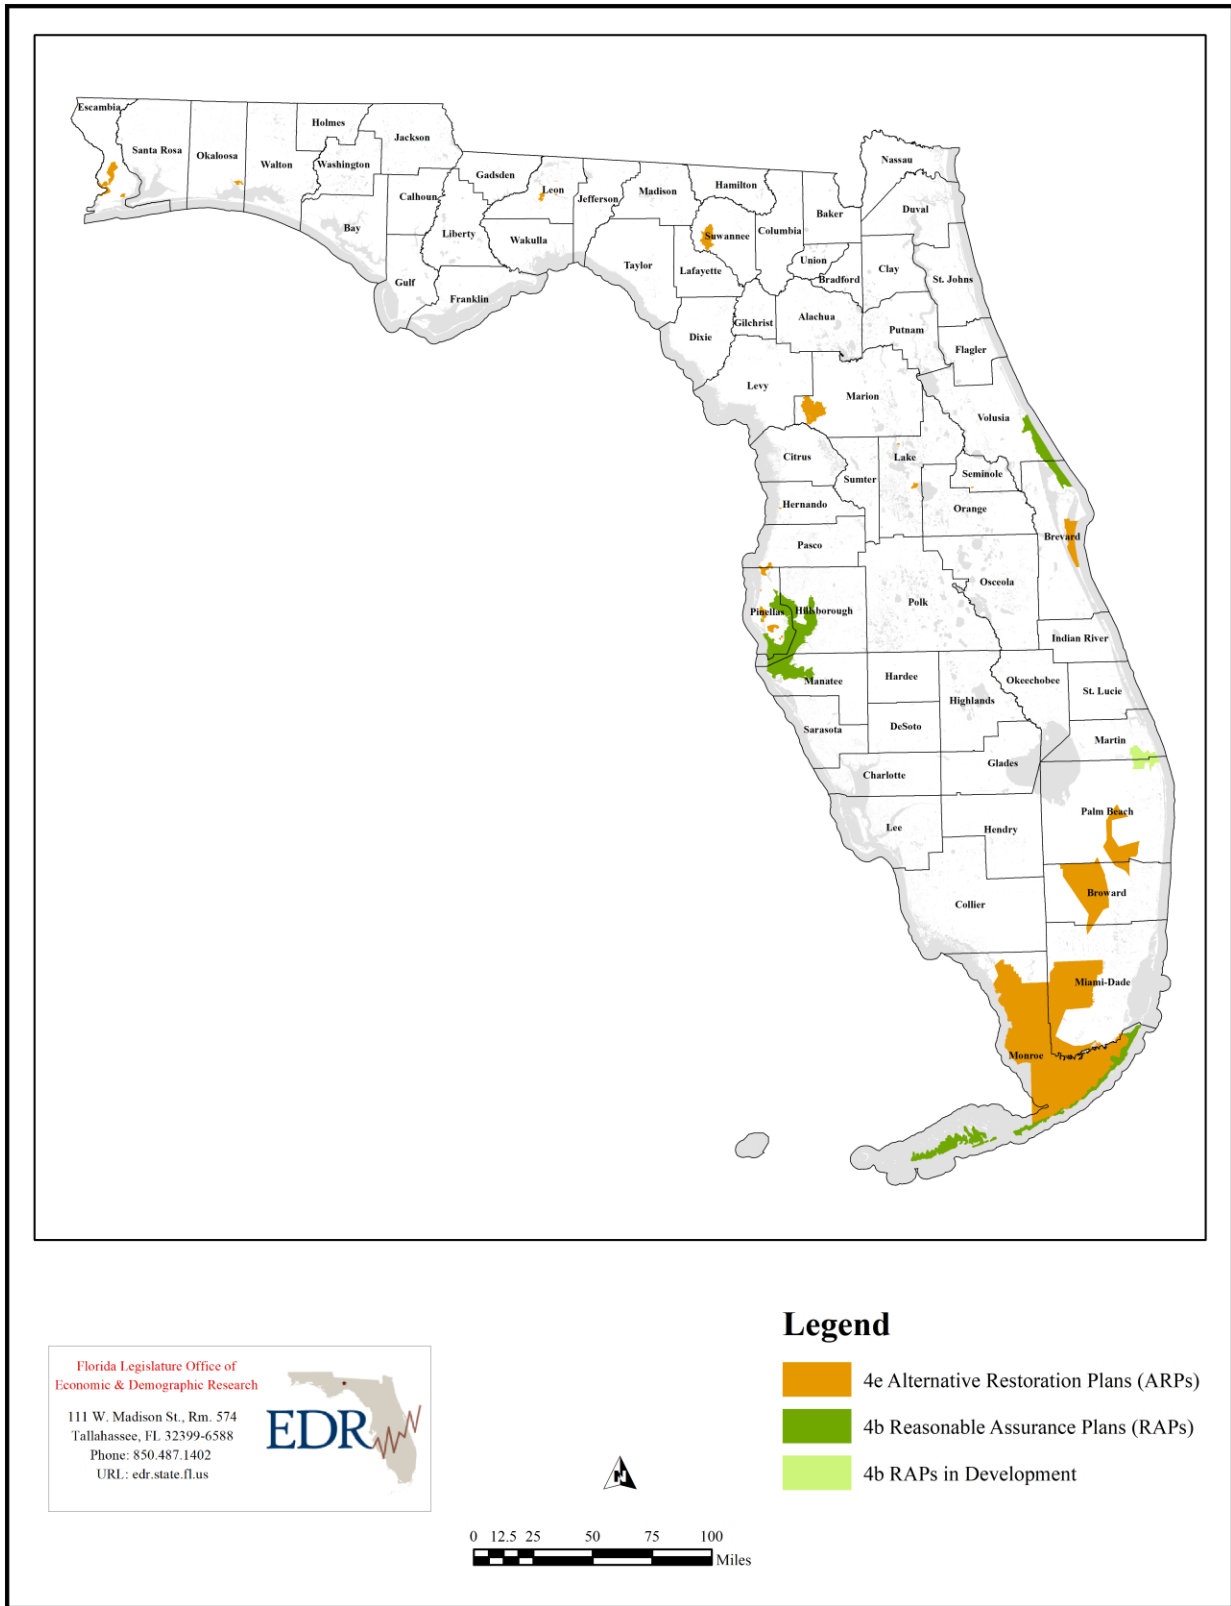 Escambia
Santa Rosa
Okaloosa
Walton
Holmes
Washington
Jackson
Bay
Calhoun
Gulf
Gadsden
Liberty
Franklin
Leon
Wakulla
Jefferson
Madison
Taylor
Hamilton
Suwannee
Lafayette
Dixie
Columbia
Gilchrist
Baker
Union
Bradford
Alachua
Levy
Nassau
Duval
Clay
St. Johns
Putnam
Flagler
Marion
Volusia
Citrus
Sumter
Lake
Seminole
Orange
Hernando
Pasco
Brevard
Osceola
Polk
Pinellas
Hillsborough
Indian River
Manatee
Hardee
Highlands
Okeechobee
St. Lucie
Sarasota
DeSoto
Martin
Charlotte
Glades
Lee
Hendry
Palm Beach
Collier
Broward
Miami-Dade
Monroe
Legend
4e Alternative Restoration Plans (ARPs)
4b Reasonable Assurance Plans (RAPs)
4b RAPs in Development
Florida Legislature Office of
Economic & Demographic Research
111 W. Madison St., Rm. 574
Tallahassee, FL 32399-6588
Phone: 850.487.1402
URL: edr.state.fl.us
EDR
N
0 12.5 25 50 75 100
Miles